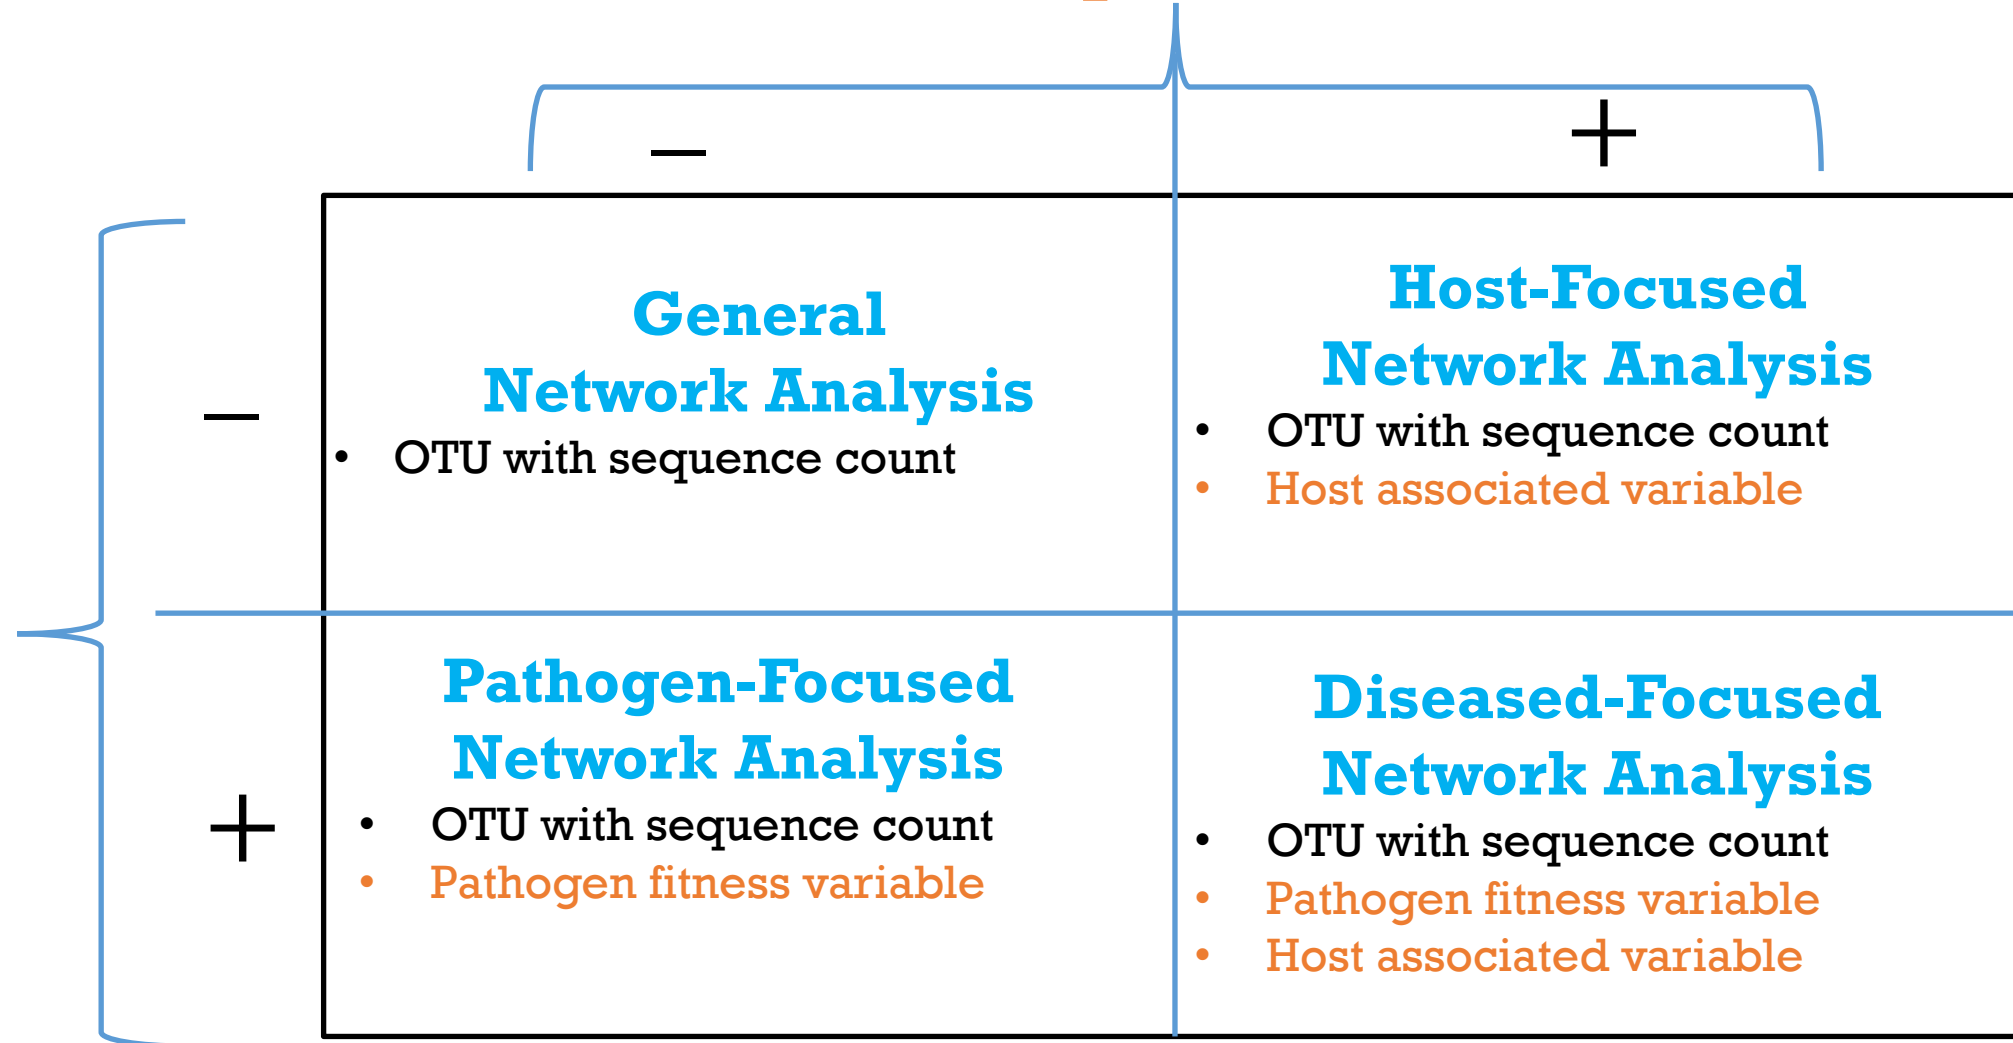 –
+
General
Network Analysis
• OTU with sequence count
Host-Focused
Network Analysis
• OTU with sequence count
• Host associated variable
–
+
Pathogen-Focused
Network Analysis
• OTU with sequence count
• Pathogen fitness variable
Diseased-Focused
Network Analysis
• OTU with sequence count
• Pathogen fitness variable
• Host associated variable